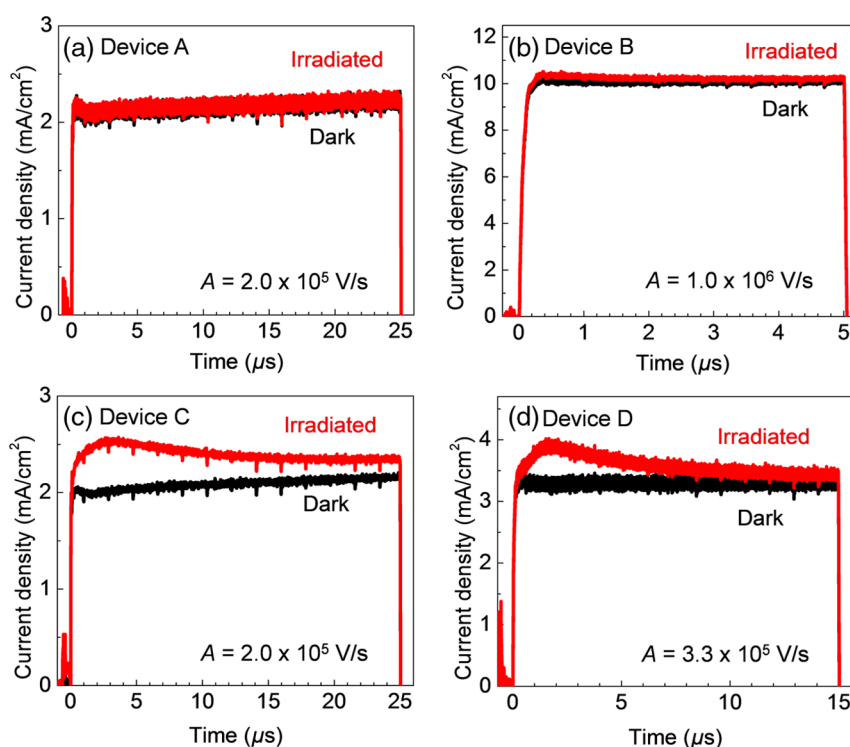 (a) Device A
Irradiated
Dark
A = 2.0 x 10⁵ V/s
Current density (mA/cm²)
3
2
1
0
0 5 10 15 20 25
Time (µs)
(b) Device B
Irradiated
Dark
A = 1.0 x 10⁶ V/s
Current density (mA/cm²)
12
10
8
6
4
2
0
0 1 2 3 4 5
Time (µs)
(c) Device C
Irradiated
Dark
A = 2.0 x 10⁵ V/s
Current density (mA/cm²)
3
2
1
0
0 5 10 15 20 25
Time (µs)
(d) Device D
Irradiated
Dark
A = 3.3 x 10⁵ V/s
Current density (mA/cm²)
4
3
2
1
0
0 5 10 15
Time (µs)